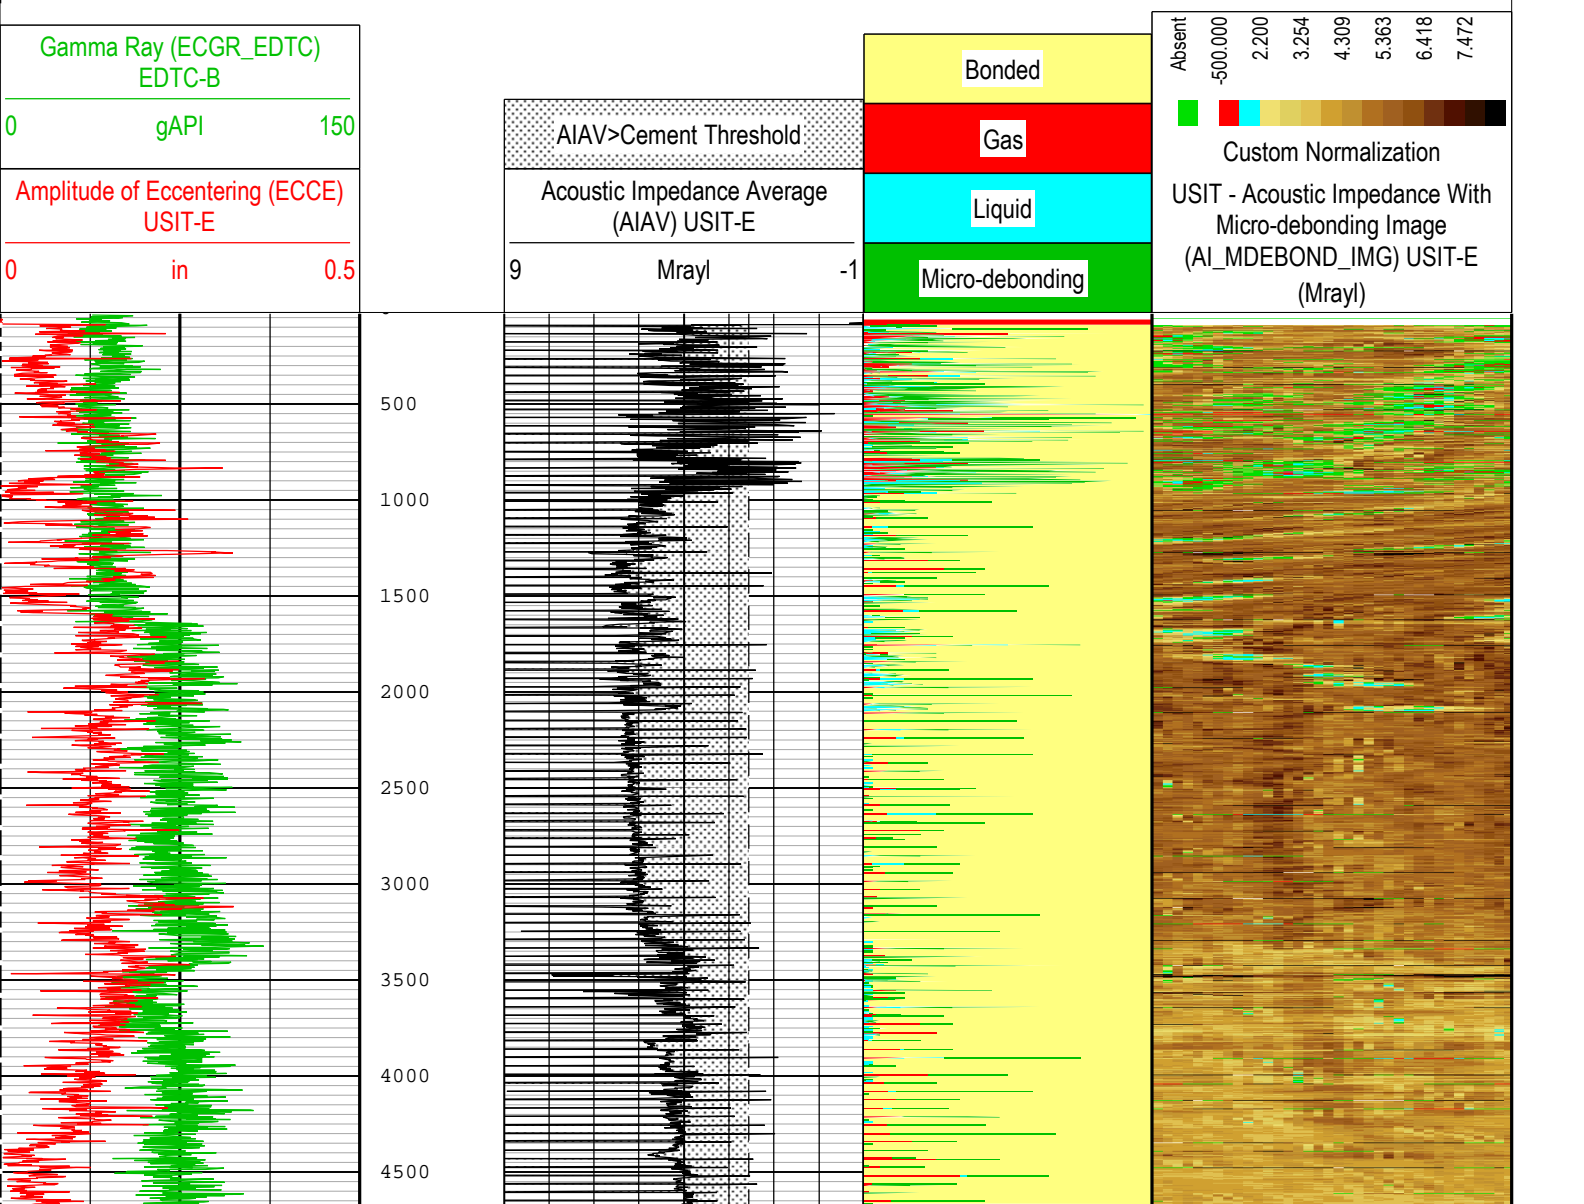 Gamma Ray (ECGR_EDTC)
EDTC-B
0 gAPI 150
Amplitude of Eccentering (ECCE)
USIT-E
0 in 0.5
AIAV>Cement Threshold
Acoustic Impedance Average
(AIAV) USIT-E
9 Mrayl -1
Bonded
Gas
Liquid
Micro-debonding
Absent
-500.000
2.200
3.254
4.309
5.363
6.418
7.472
Custom Normalization
USIT - Acoustic Impedance With
Micro-debonding Image
(AI_MDEBOND_IMG) USIT-E
(Mrayl)
500
1000
1500
2000
2500
3000
3500
4000
4500